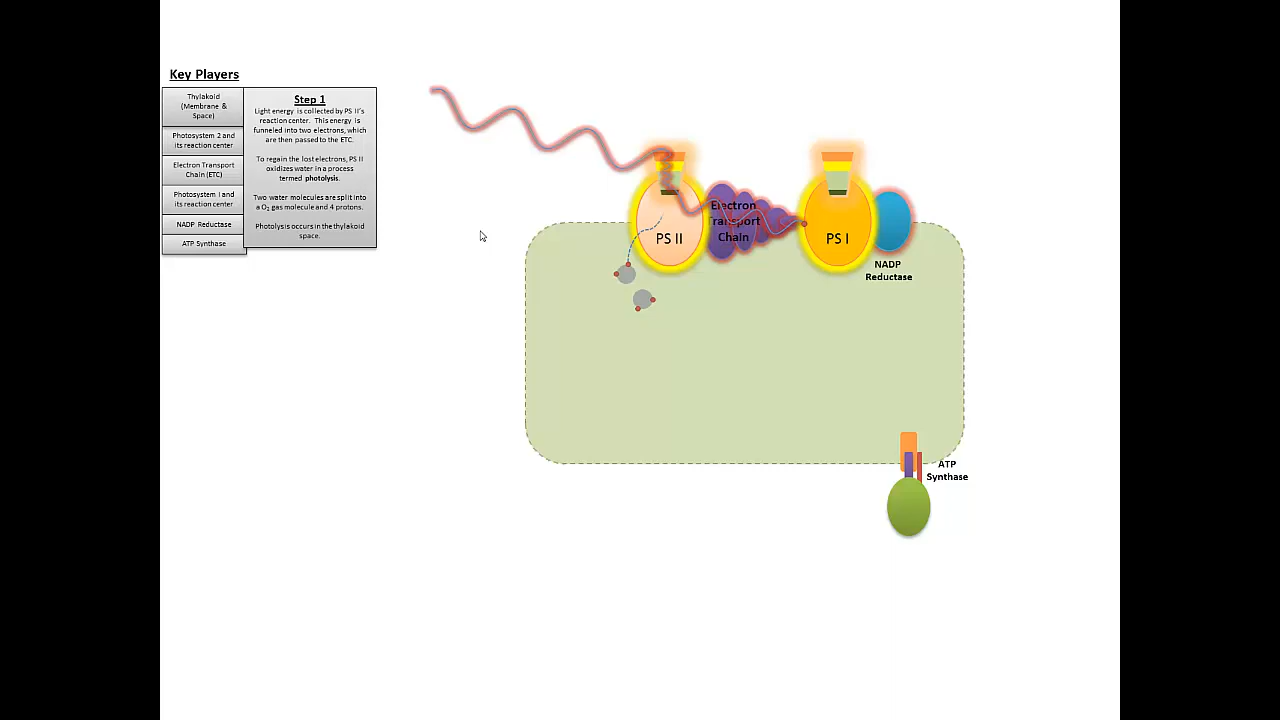 Key Players
Thylakoid
(Membrane &
Space)
Photosystem 2 and
its reaction center
Electron Transport
Chain (ETC)
Photosystem I and
its reaction center
NADP Reductase
ATP Synthase
Step 1
Light energy is collected by PS II's
reaction center. This energy is
funneled into two electrons, which
are then passed to the ETC.
To regain the lost electrons, PS II
oxidizes water in a process
termed photolysis.
Two water molecules are split into
a O₂ gas molecule and 4 protons.
Photolysis occurs in the thylakoid
space.
PS II
Electron
Transport
Chain
PS I
NADP
Reductase
ATP
Synthase